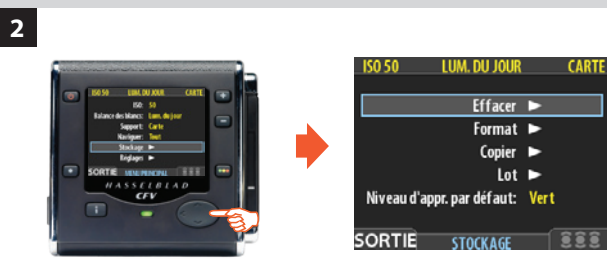 2
ISO 50 LUM. DU JOUR CARTE
ISO: 50
Balance des blancs: Lum. du jour
Support: Carte
Naviguer: Tout
Stockage
Reglages
SORTIE MENU PRINCIPAL
HASSELBLAD
CFV
i
ISO 50 LUM. DU JOUR CARTE
Effacer
Format
Copier
Lot
Niveau d'appr. par défaut: Vert
SORTIE STOCKAGE